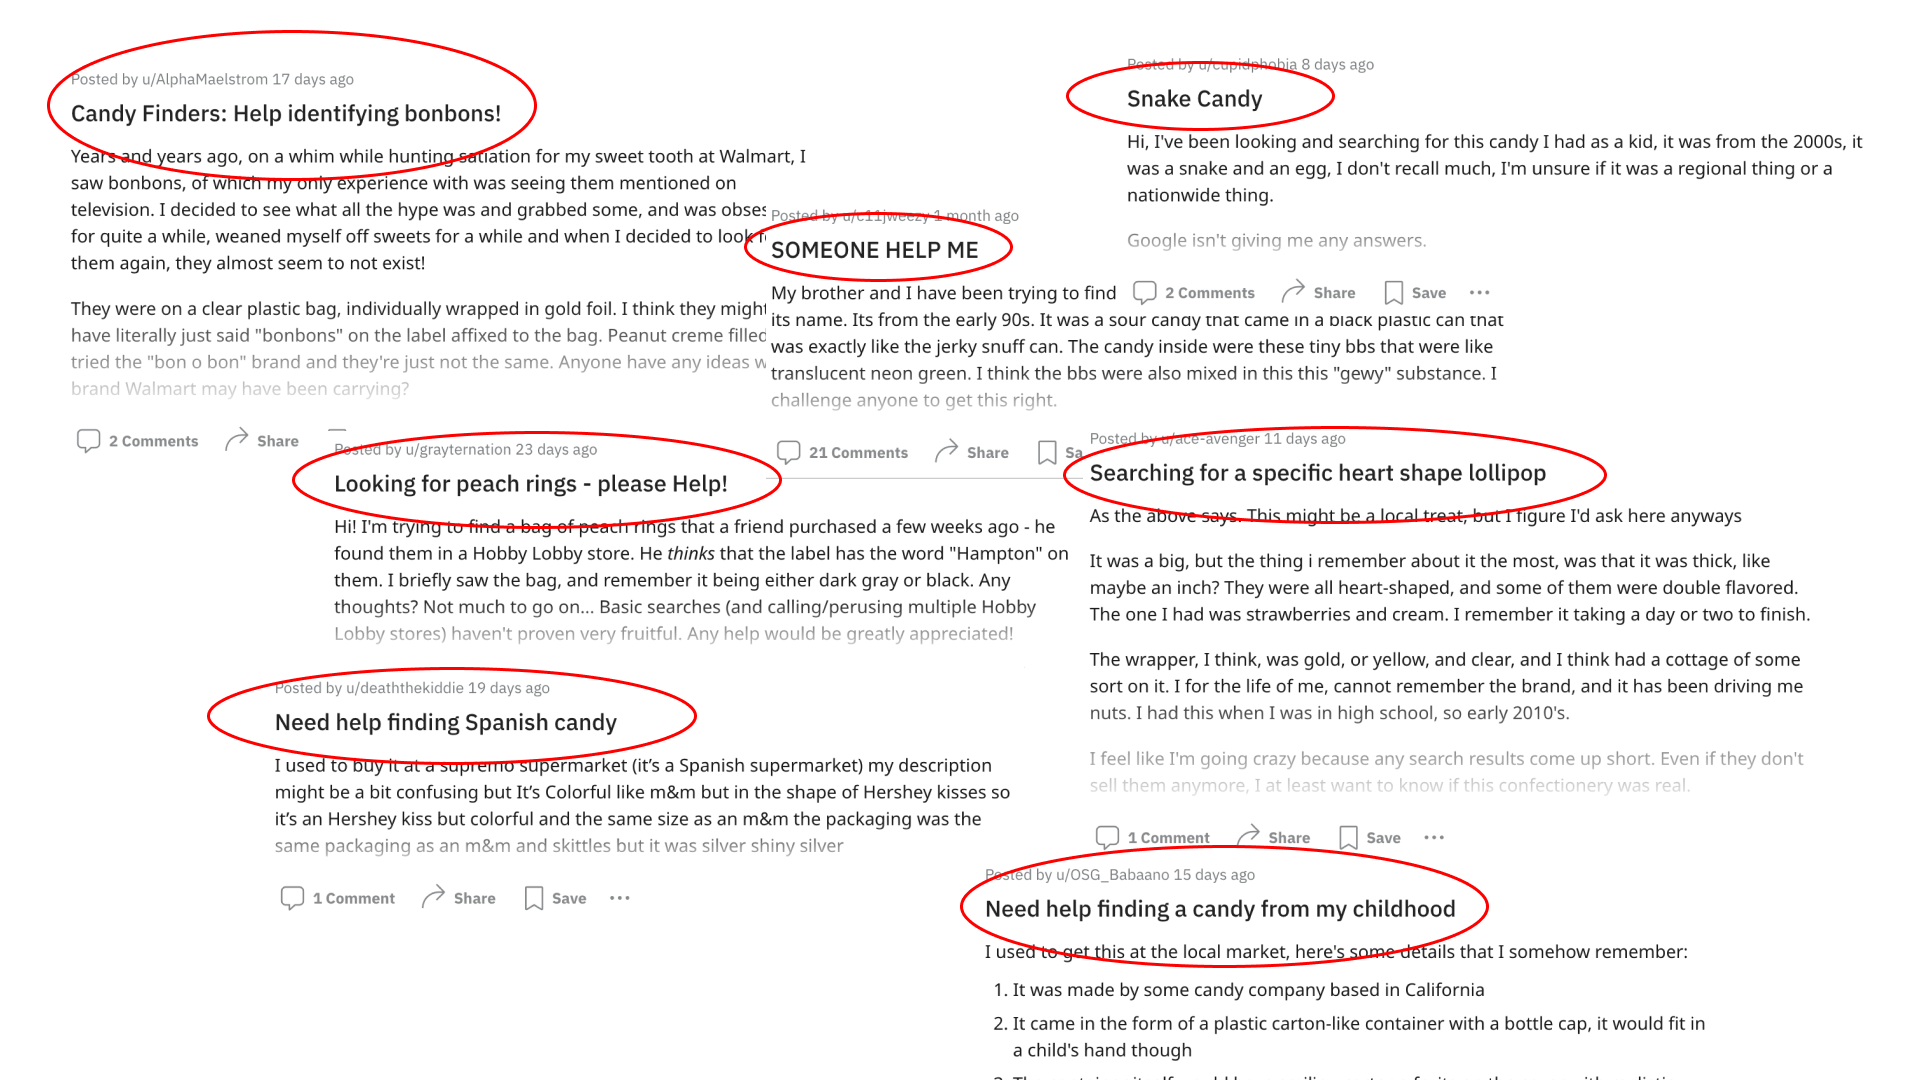 Posted by u/AlphaMaelstrom 17 days ago
Candy Finders: Help identifying bonbons!
Years and years ago, on a whim while hunting satiation for my sweet tooth at Walmart, I
saw bonbons, of which my only experience with was seeing them mentioned on
television. I decided to see what all the hype was and grabbed some, and was obses
for quite a while, weaned myself off sweets for a while and when I decided to look f
them again, they almost seem to not exist!
They were on a clear plastic bag, individually wrapped in gold foil. I think they might
have literally just said "bonbons" on the label affixed to the bag. Peanut creme filled
tried the "bon o bon" brand and they're just not the same. Anyone have any ideas w
brand Walmart may have been carrying?
2 Comments Share
Posted by u/cupidphobia 8 days ago
Snake Candy
Hi, I've been looking and searching for this candy I had as a kid, it was from the 2000s, it
was a snake and an egg, I don't recall much, I'm unsure if it was a regional thing or a
nationwide thing.
Google isn't giving me any answers.
2 Comments Share Save
Posted by u/c11jweezy 1 month ago
SOMEONE HELP ME
My brother and I have been trying to find
its name. Its from the early 90s. It was a sour candy that came in a black plastic can that
was exactly like the jerky snuff can. The candy inside were these tiny bbs that were like
translucent neon green. I think the bbs were also mixed in this this "gewy" substance. I
challenge anyone to get this right.
21 Comments Share Sa
Posted by u/grayternation 23 days ago
Looking for peach rings - please Help!
Hi! I'm trying to find a bag of peach rings that a friend purchased a few weeks ago - he
found them in a Hobby Lobby store. He thinks that the label has the word "Hampton" on
them. I briefly saw the bag, and remember it being either dark gray or black. Any
thoughts? Not much to go on... Basic searches (and calling/perusing multiple Hobby
Lobby stores) haven't proven very fruitful. Any help would be greatly appreciated!
Posted by u/ace-avenger 11 days ago
Searching for a specific heart shape lollipop
As the above says. This might be a local treat, but I figure I'd ask here anyways
It was a big, but the thing i remember about it the most, was that it was thick, like
maybe an inch? They were all heart-shaped, and some of them were double flavored.
The one I had was strawberries and cream. I remember it taking a day or two to finish.
The wrapper, I think, was gold, or yellow, and clear, and I think had a cottage of some
sort on it. I for the life of me, cannot remember the brand, and it has been driving me
nuts. I had this when I was in high school, so early 2010's.
I feel like I'm going crazy because any search results come up short. Even if they don't
sell them anymore, I at least want to know if this confectionery was real.
1 Comment Share Save
Posted by u/deaththekiddie 19 days ago
Need help finding Spanish candy
I used to buy it at a supremo supermarket (it's a Spanish supermarket) my description
might be a bit confusing but It's Colorful like m&m but in the shape of Hershey kisses so
it's an Hershey kiss but colorful and the same size as an m&m the packaging was the
same packaging as an m&m and skittles but it was silver shiny silver
1 Comment Share Save
Posted by u/OSG_Babaano 15 days ago
Need help finding a candy from my childhood
I used to get this at the local market, here's some details that I somehow remember:
1. It was made by some candy company based in California
2. It came in the form of a plastic carton-like container with a bottle cap, it would fit in
a child's hand though